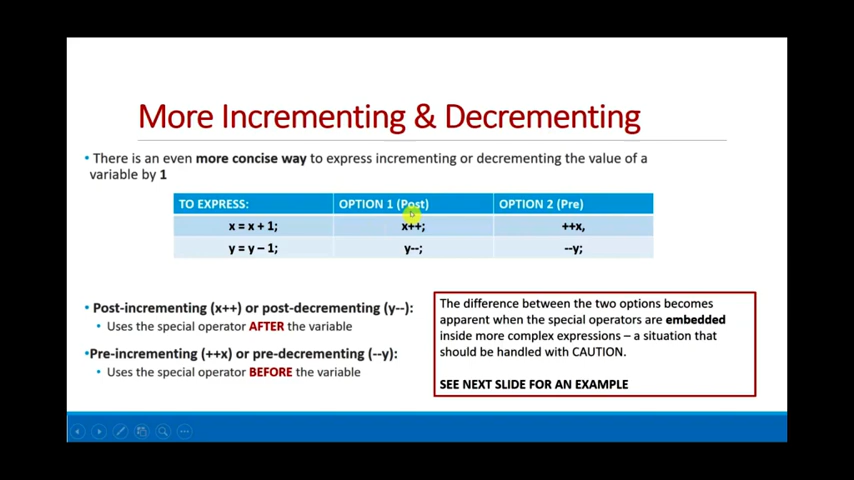 More Incrementing & Decrementing
• There is an even more concise way to express incrementing or decrementing the value of a
variable by 1
TO EXPRESS: OPTION 1 (Post) OPTION 2 (Pre)
x = x + 1; x++; ++x,
y = y – 1; y--; --y;
• Post-incrementing (x++) or post-decrementing (y--):
• Uses the special operator AFTER the variable
• Pre-incrementing (++x) or pre-decrementing (--y):
• Uses the special operator BEFORE the variable
The difference between the two options becomes
apparent when the special operators are embedded
inside more complex expressions – a situation that
should be handled with CAUTION.
SEE NEXT SLIDE FOR AN EXAMPLE